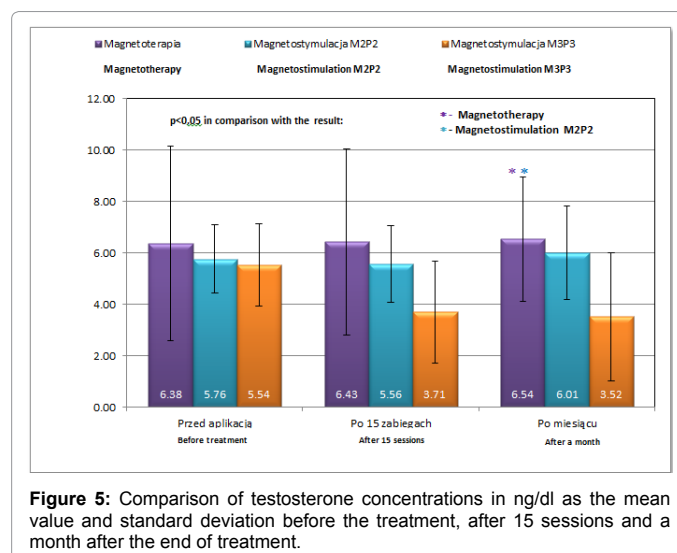 Magnetoterapia Magnetostymulacja M2P2 Magnetostymulacja M3P3
Magnetotherapy Magnetostimulation M2P2 Magnetostimulation M3P3
12.00
p<0,05 in comparison with the result:
* - Magnetotherapy
* - Magnetostimulation M2P2
10.00
* *
8.00
6.00
4.00
2.00
6.38 5.76 5.54 6.43 5.56 3.71 6.54 6.01 3.52
0.00
Przed aplikacją Po 15 zabiegach Po miesiącu
Before treatment After 15 sessions After a month
Figure 5: Comparison of testosterone concentrations in ng/dl as the mean
value and standard deviation before the treatment, after 15 sessions and a
month after the end of treatment.